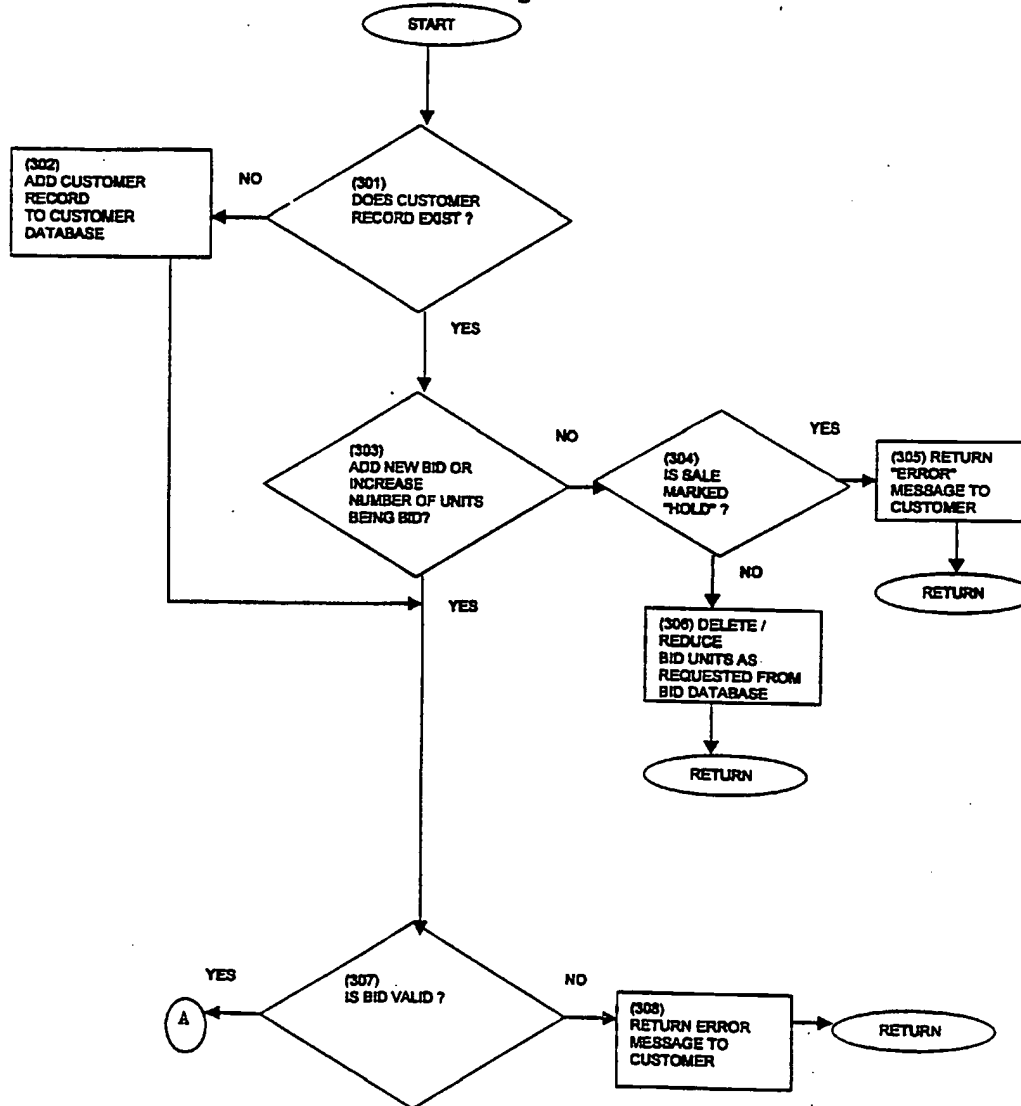 START
(301)
DOES CUSTOMER
RECORD EXIST ?
NO
(302)
ADD CUSTOMER
RECORD
TO CUSTOMER
DATABASE
YES
(303)
ADD NEW BID OR
INCREASE
NUMBER OF UNITS
BEING BID?
NO
(304)
IS SALE
MARKED
"HOLD" ?
YES
(305) RETURN
"ERROR"
MESSAGE TO
CUSTOMER
RETURN
NO
(306) DELETE /
REDUCE
BID UNITS AS
REQUESTED FROM
BID DATABASE
RETURN
YES
(307)
IS BID VALID ?
YES
A
NO
(308)
RETURN ERROR
MESSAGE TO
CUSTOMER
RETURN